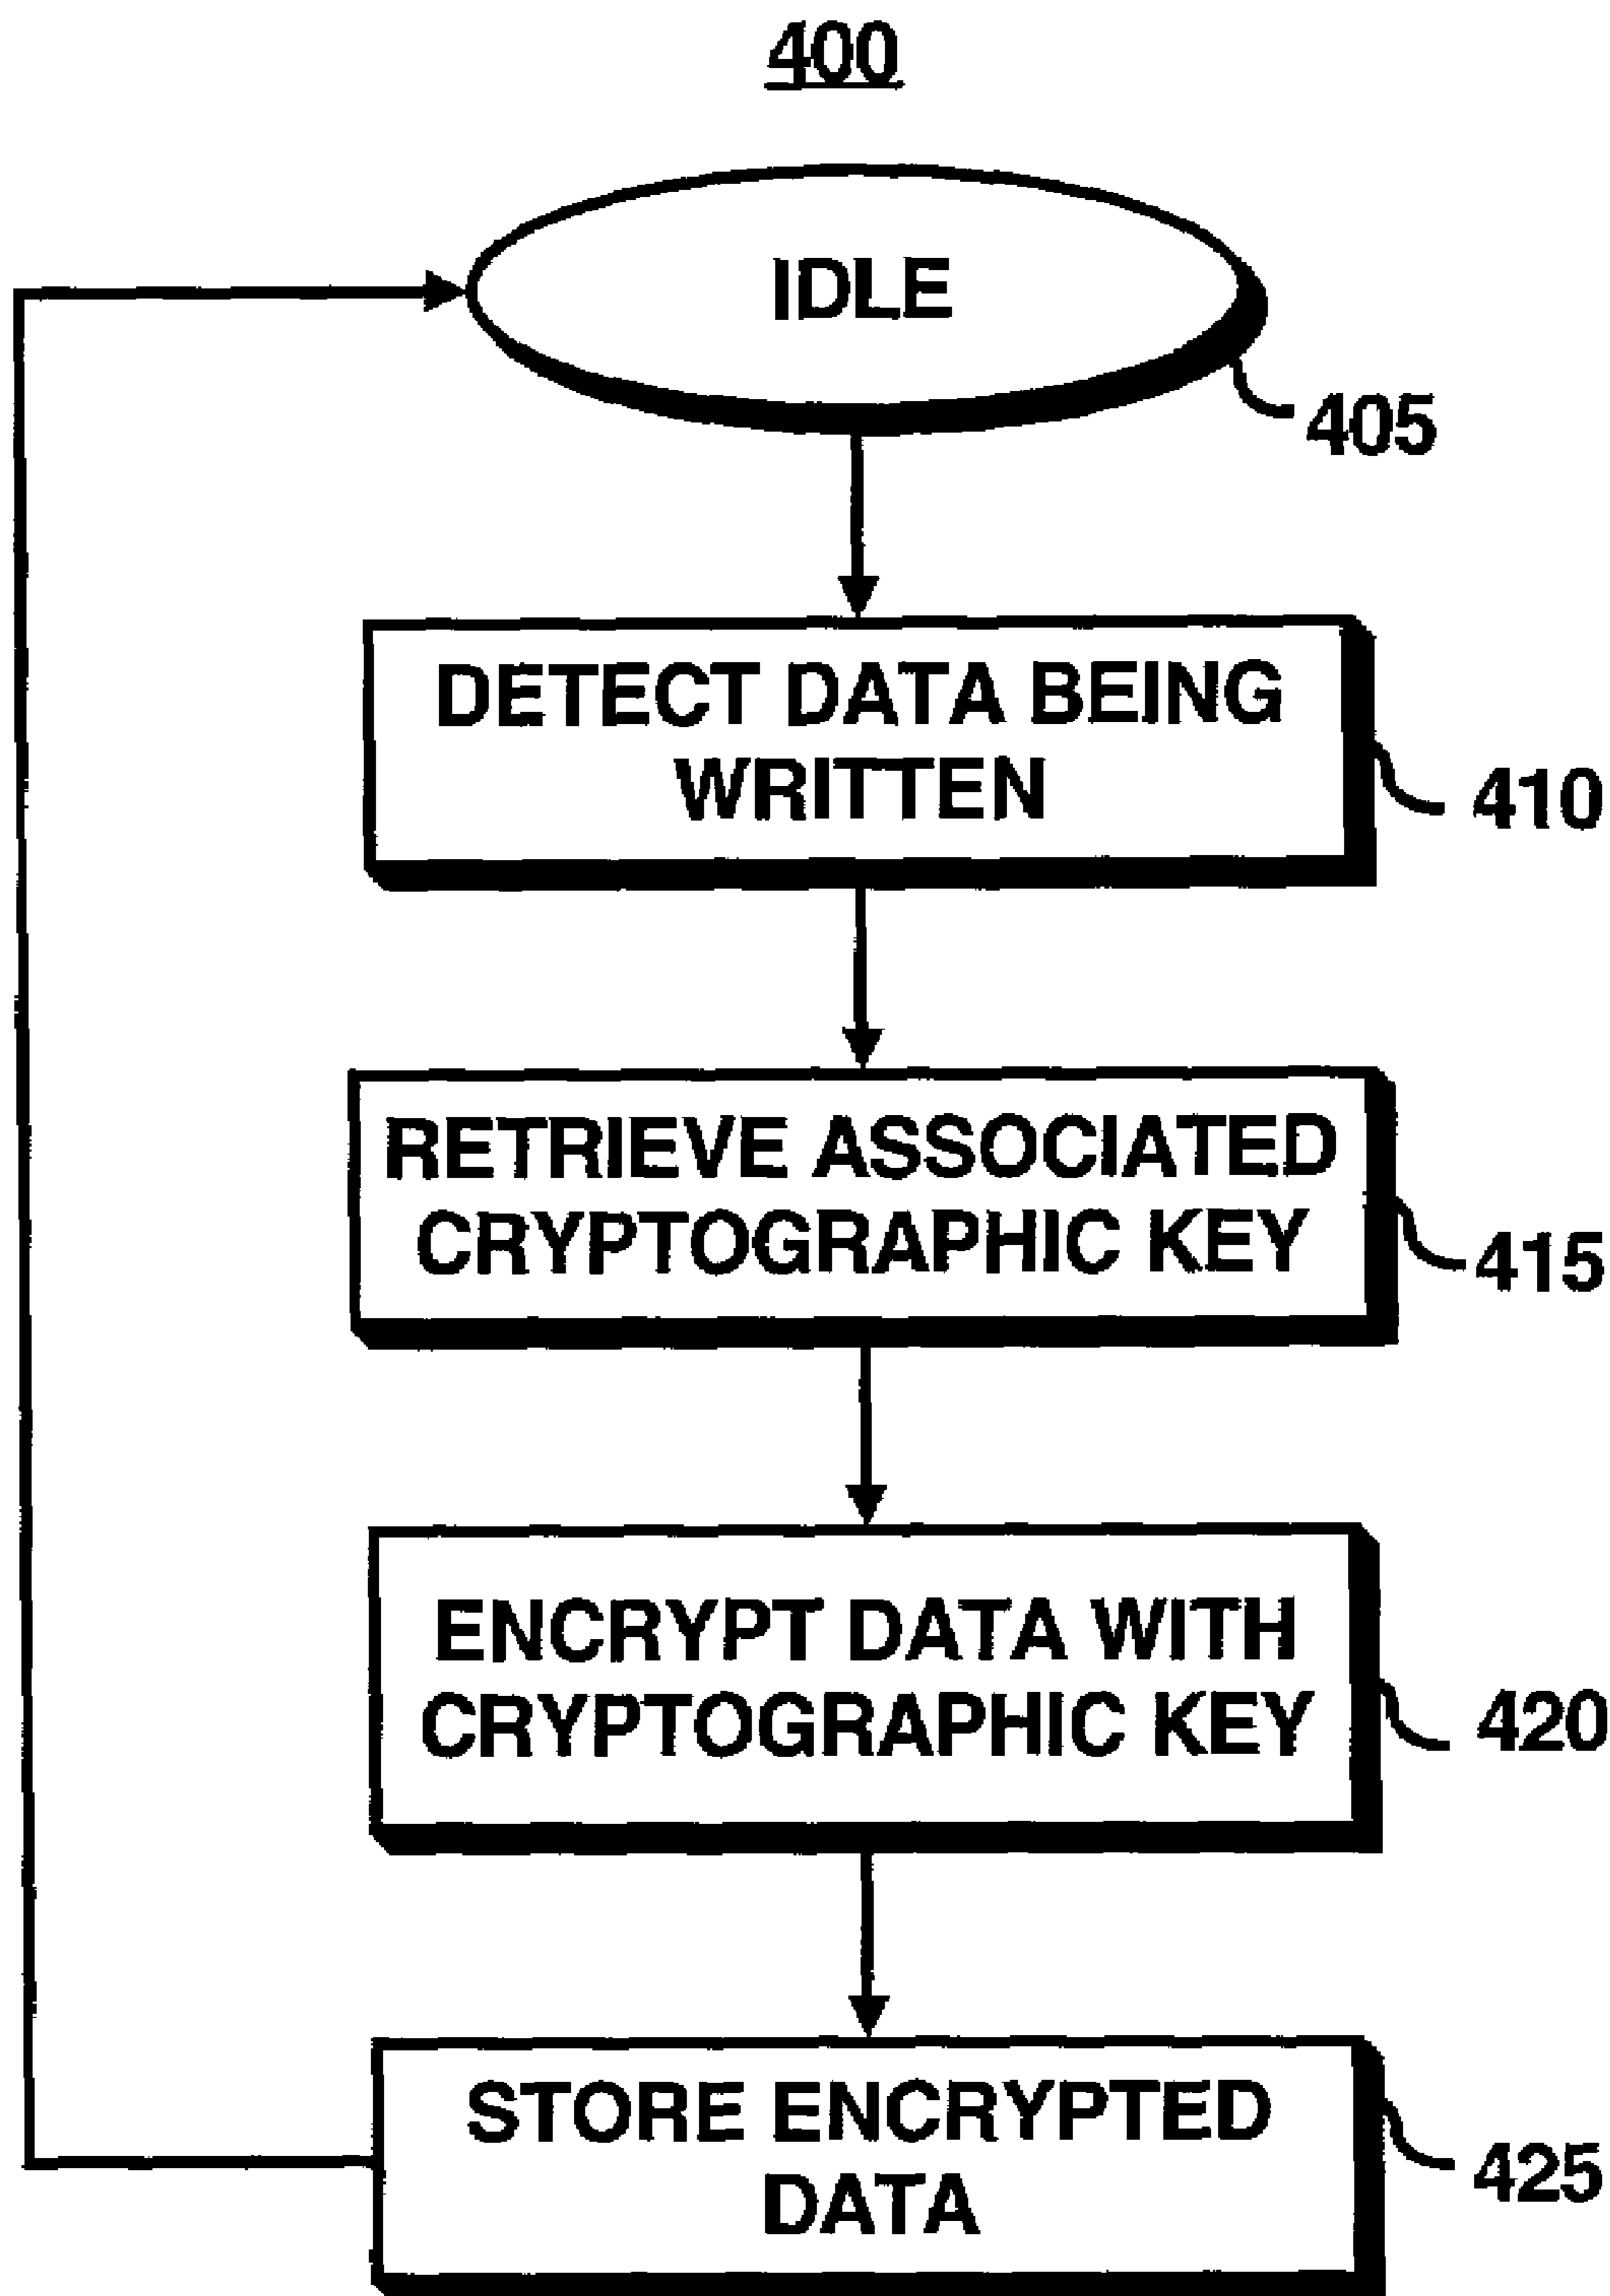 400
IDLE
405
DETECT DATA BEING
WRITTEN
410
RETRIEVE ASSOCIATED
CRYPTOGRAPHIC KEY
415
ENCRYPT DATA WITH
CRYPTOGRAPHIC KEY
420
STORE ENCRYPTED
DATA
425